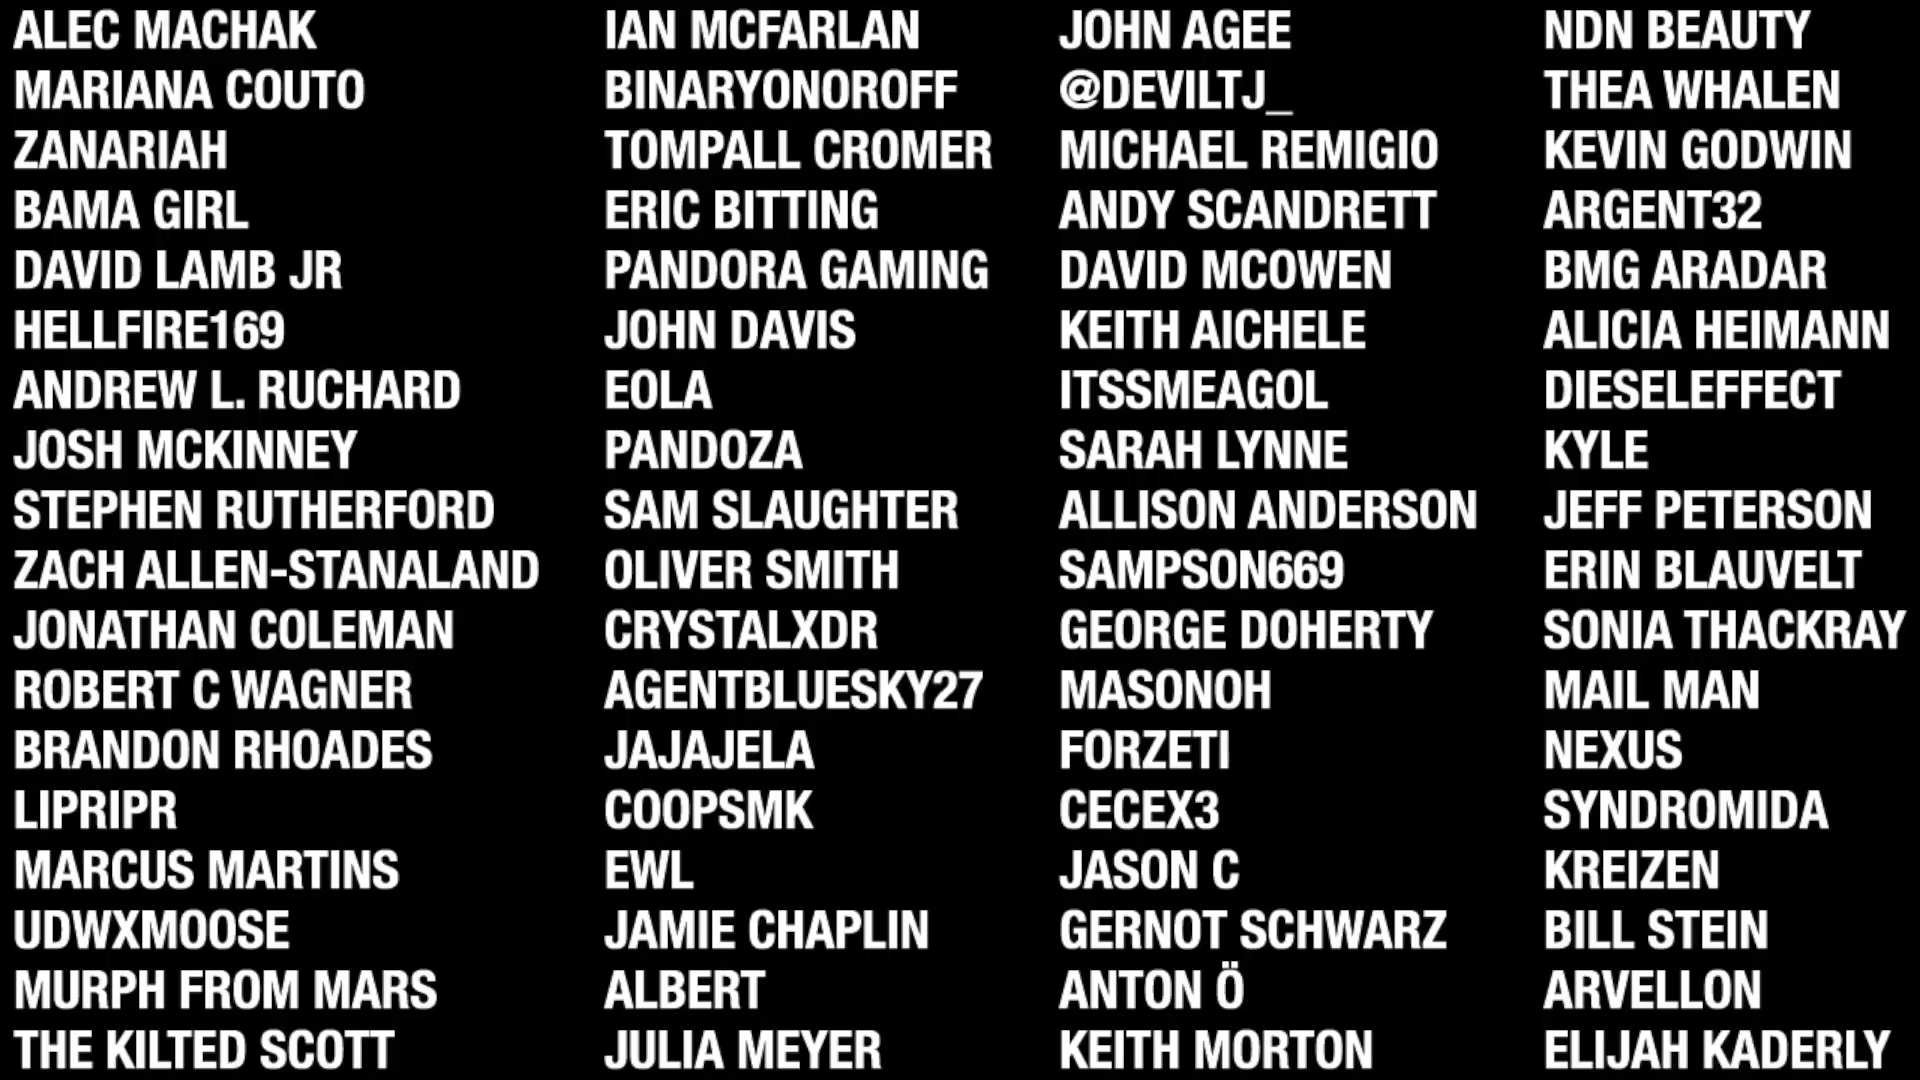 ALEC MACHAK
MARIANA COUTO
ZANARIAH
BAMA GIRL
DAVID LAMB JR
HELLFIRE169
ANDREW L. RUCHARD
JOSH MCKINNEY
STEPHEN RUTHERFORD
ZACH ALLEN-STANALAND
JONATHAN COLEMAN
ROBERT C WAGNER
BRANDON RHOADES
LIPRIPR
MARCUS MARTINS
UDWXMOOSE
MURPH FROM MARS
THE KILTED SCOTT
IAN MCFARLAN
BINARYONOROFF
TOMPALL CROMER
ERIC BITTING
PANDORA GAMING
JOHN DAVIS
EOLA
PANDOZA
SAM SLAUGHTER
OLIVER SMITH
CRYSTALXDR
AGENTBLUESKY27
JAJAJELA
COOPSMK
EWL
JAMIE CHAPLIN
ALBERT
JULIA MEYER
JOHN AGEE
@DEVILTJ_
MICHAEL REMIGIO
ANDY SCANDRETT
DAVID MCOWEN
KEITH AICHELE
ITSSMEAGOL
SARAH LYNNE
ALLISON ANDERSON
SAMPSON669
GEORGE DOHERTY
MASONOH
FORZETI
CECEX3
JASON C
GERNOT SCHWARZ
ANTON Ö
KEITH MORTON
NDN BEAUTY
THEA WHALEN
KEVIN GODWIN
ARGENT32
BMG ARADAR
ALICIA HEIMANN
DIESELEFFECT
KYLE
JEFF PETERSON
ERIN BLAUVELT
SONIA THACKRAY
MAIL MAN
NEXUS
SYNDROMIDA
KREIZEN
BILL STEIN
ARVELLON
ELIJAH KADERLY